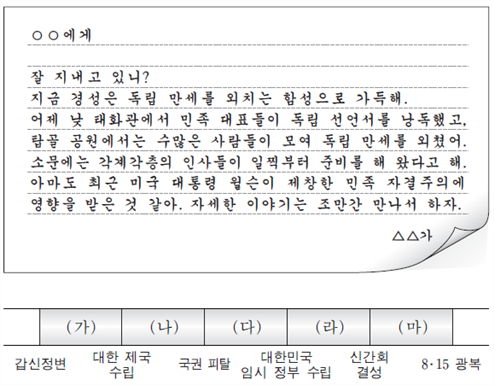 ○○에게
잘 지내고 있니?
지금 경성은 독립 만세를 외치는 함성으로 가득해.
어제 낮 태화관에서 민족 대표들이 독립 선언서를 낭독했고,
탑골 공원에서는 수많은 사람들이 모여 독립 만세를 외쳤어.
소문에는 각계각층의 인사들이 일찍부터 준비를 해 왔다고 해.
아마도 최근 미국 대통령 윌슨이 제창한 민족 자결주의에
영향을 받은 것 같아. 자세한 이야기는 조만간 만나서 하자.
△△가
(가) (나) (다) (라) (마)
갑신정변 대한 제국 수립 국권 피탈 대한민국 임시 정부 수립 신간회 결성 8·15 광복